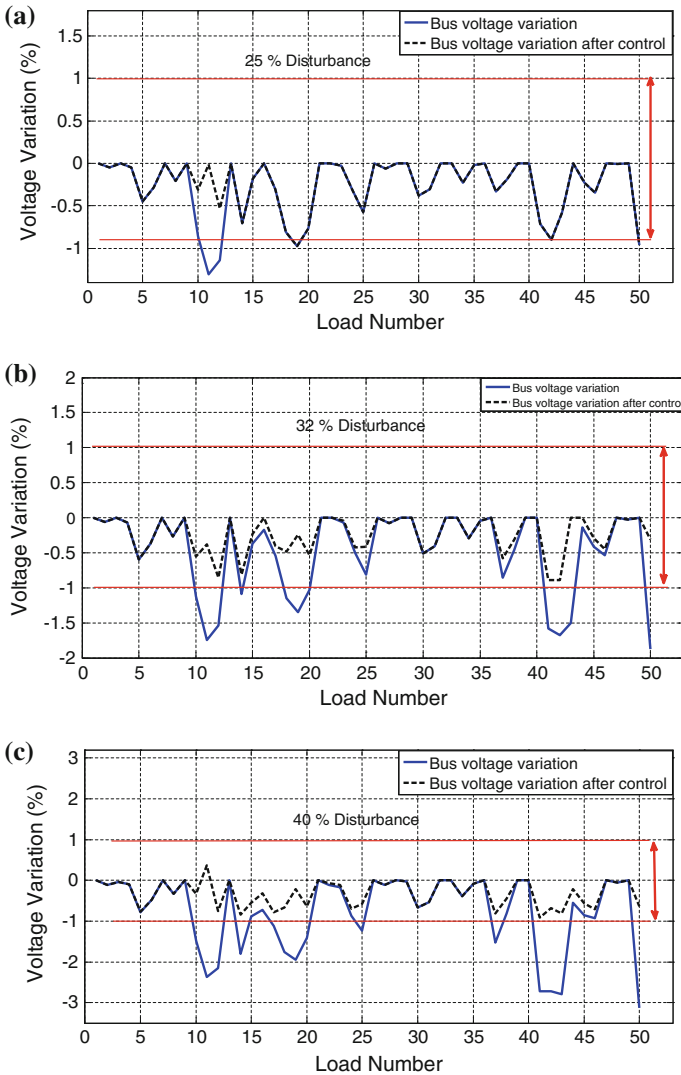 (a)
Bus voltage variation
Bus voltage variation after control
25 % Disturbance
Voltage Variation (%)
1.5
1
0.5
0
-0.5
-1
0 5 10 15 20 25 30 35 40 45 50
Load Number
(b)
Bus voltage variation
Bus voltage variation after control
32 % Disturbance
Voltage Variation (%)
2
1.5
1
0.5
0
-0.5
-1
-1.5
-2
0 5 10 15 20 25 30 35 40 45 50
Load Number
(c)
Bus voltage variation
Bus voltage variation after control
40 % Disturbance
Voltage Variation (%)
3
2
1
0
-1
-2
-3
0 5 10 15 20 25 30 35 40 45 50
Load Number